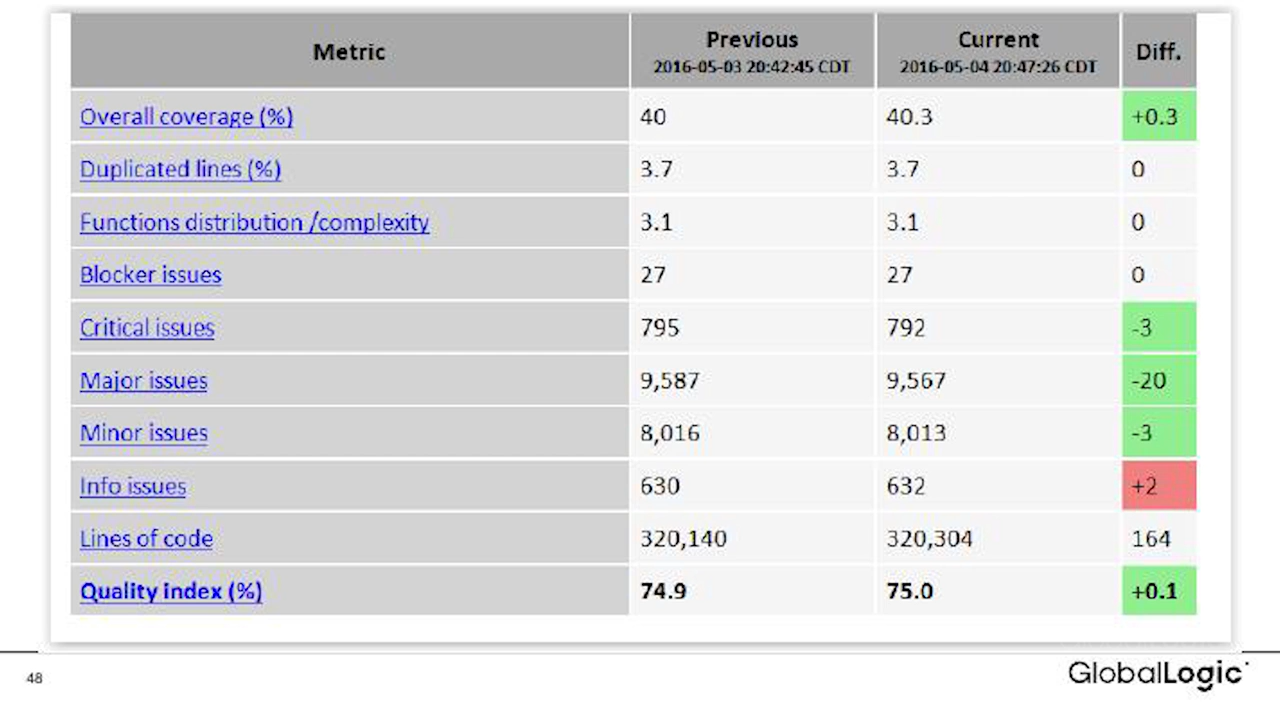 Metric Previous Current Diff.
2016-05-03 20:42:45 CDT 2016-05-04 20:47:26 CDT
Overall coverage (%) 40 40.3 +0.3
Duplicated lines (%) 3.7 3.7 0
Functions distribution /complexity 3.1 3.1 0
Blocker issues 27 27 0
Critical issues 795 792 -3
Major issues 9,587 9,567 -20
Minor issues 8,016 8,013 -3
Info issues 630 632 +2
Lines of code 320,140 320,304 164
Quality index (%) 74.9 75.0 +0.1
48
GlobalLogic